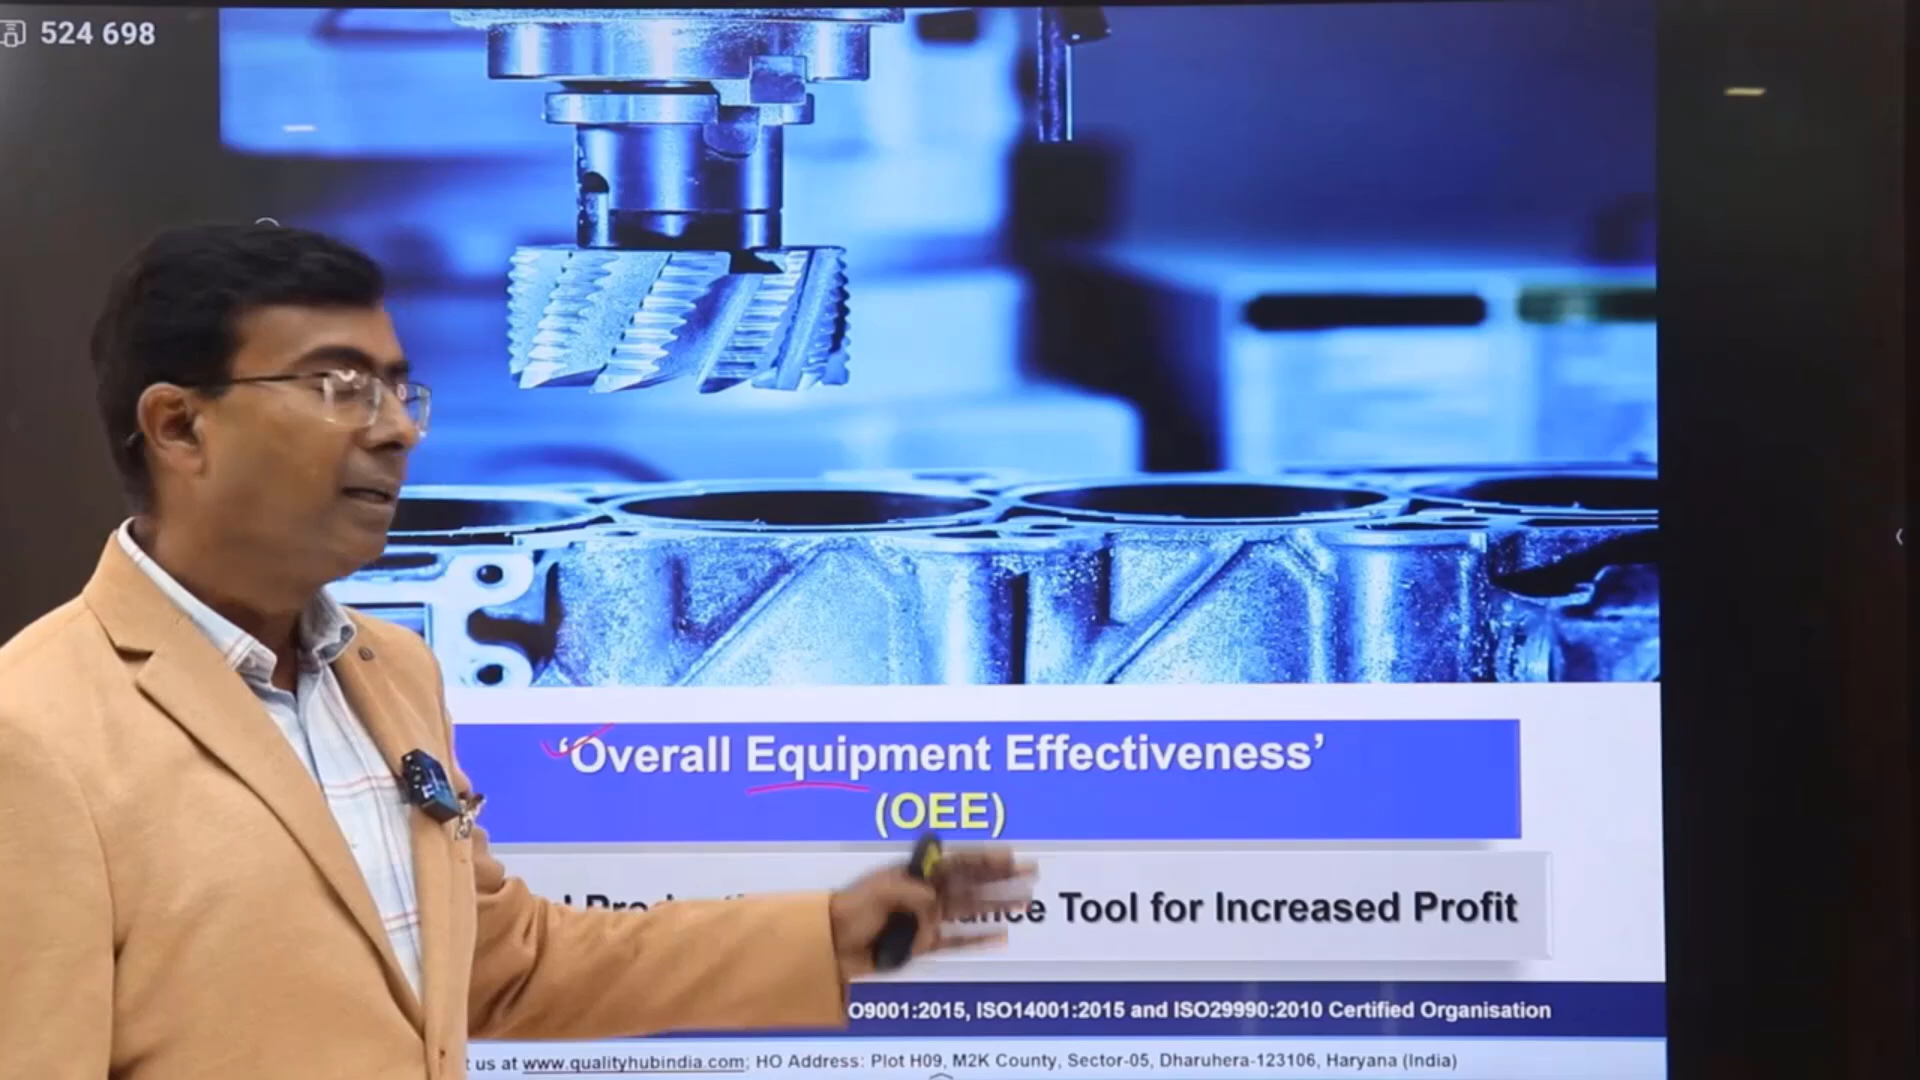 524 698
‘Overall Equipment Effectiveness’
(OEE)
Tool for Increased Profit
O9001:2015, ISO14001:2015 and ISO29990:2010 Certified Organisation
t us at www.qualityhubindia.com; HO Address: Plot H09, M2K County, Sector-05, Dharuhera-123106, Haryana (India)